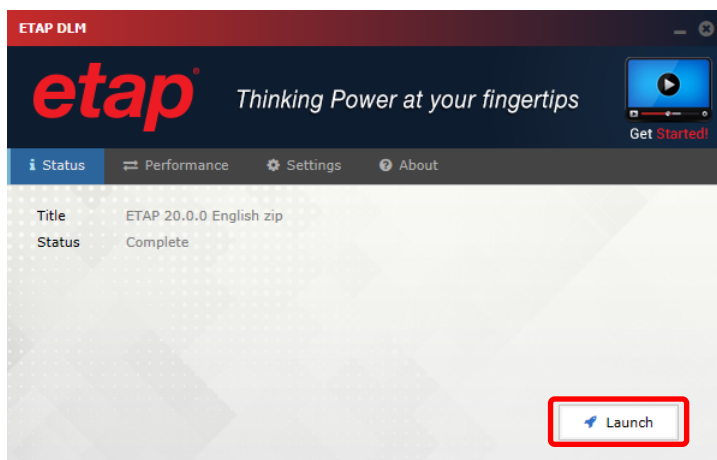 ETAP DLM
etap® Thinking Power at your fingertips
Get Started!
i Status Performance Settings About
Title ETAP 20.0.0 English zip
Status Complete
Launch